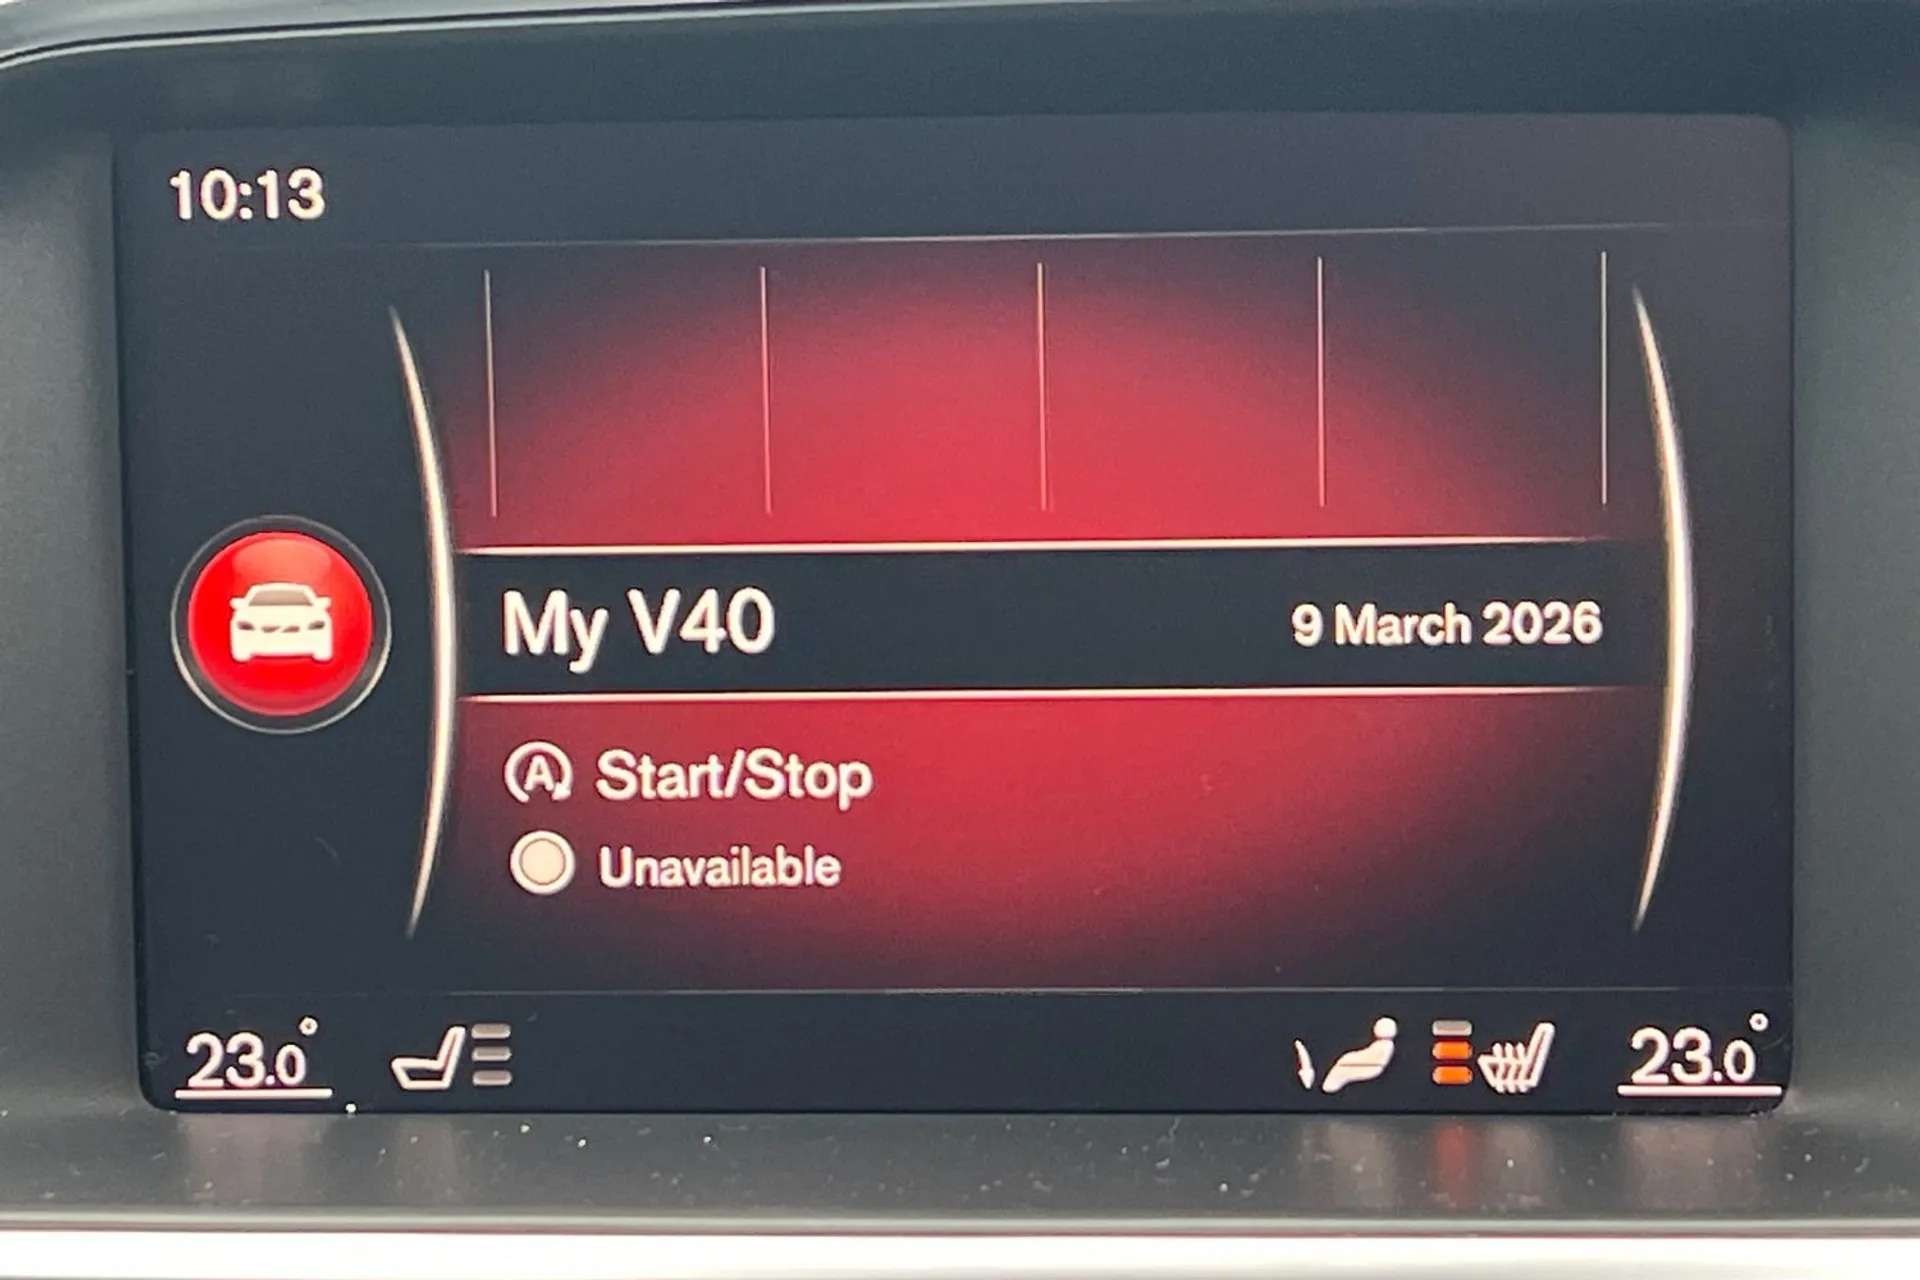 10:13
My V40
9 March 2026
A Start/Stop
Unavailable
23.0°
23.0°